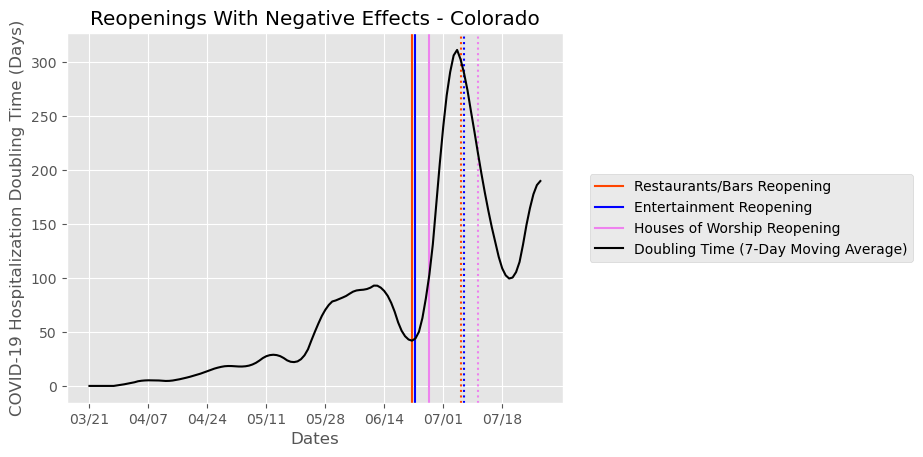 Reopenings With Negative Effects - Colorado
COVID-19 Hospitalization Doubling Time (Days)
300
250
200
150
100
50
0
03/21 04/07 04/24 05/11 05/28 06/14 07/01 07/18
Dates
Restaurants/Bars Reopening
Entertainment Reopening
Houses of Worship Reopening
Doubling Time (7-Day Moving Average)